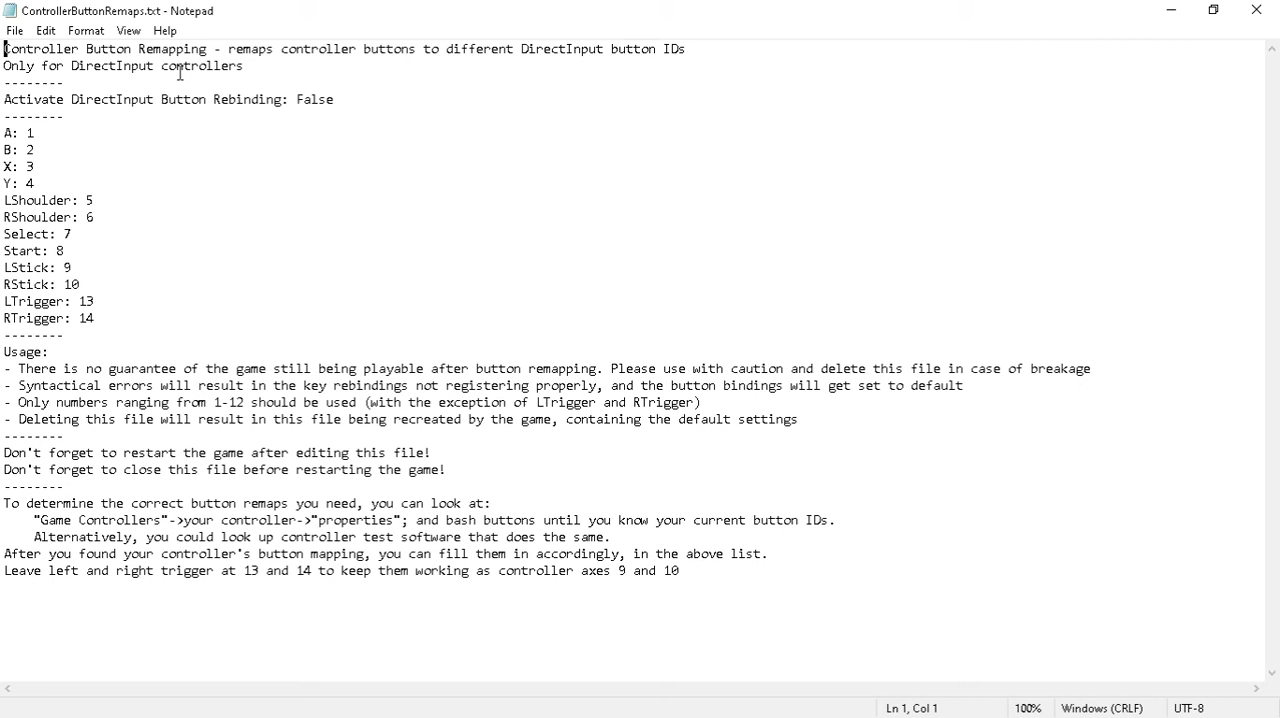 ControllerButtonRemaps.txt - Notepad
File Edit Format View Help
Controller Button Remapping - remaps controller buttons to different DirectInput button IDs
Only for DirectInput controllers
--------
Activate DirectInput Button Rebinding: False
--------
A: 1
B: 2
X: 3
Y: 4
LShoulder: 5
RShoulder: 6
Select: 7
Start: 8
LStick: 9
RStick: 10
LTrigger: 13
RTrigger: 14
--------
Usage:
- There is no guarantee of the game still being playable after button remapping. Please use with caution and delete this file in case of breakage
- Syntactical errors will result in the key rebindings not registering properly, and the button bindings will get set to default
- Only numbers ranging from 1-12 should be used (with the exception of LTrigger and RTrigger)
- Deleting this file will result in this file being recreated by the game, containing the default settings
--------
Don't forget to restart the game after editing this file!
Don't forget to close this file before restarting the game!
--------
To determine the correct button remaps you need, you can look at:
"Game Controllers"->your controller->"properties"; and bash buttons until you know your current button IDs.
Alternatively, you could look up controller test software that does the same.
After you found your controller's button mapping, you can fill them in accordingly, in the above list.
Leave left and right trigger at 13 and 14 to keep them working as controller axes 9 and 10
Ln 1, Col 1 100% Windows (CRLF) UTF-8